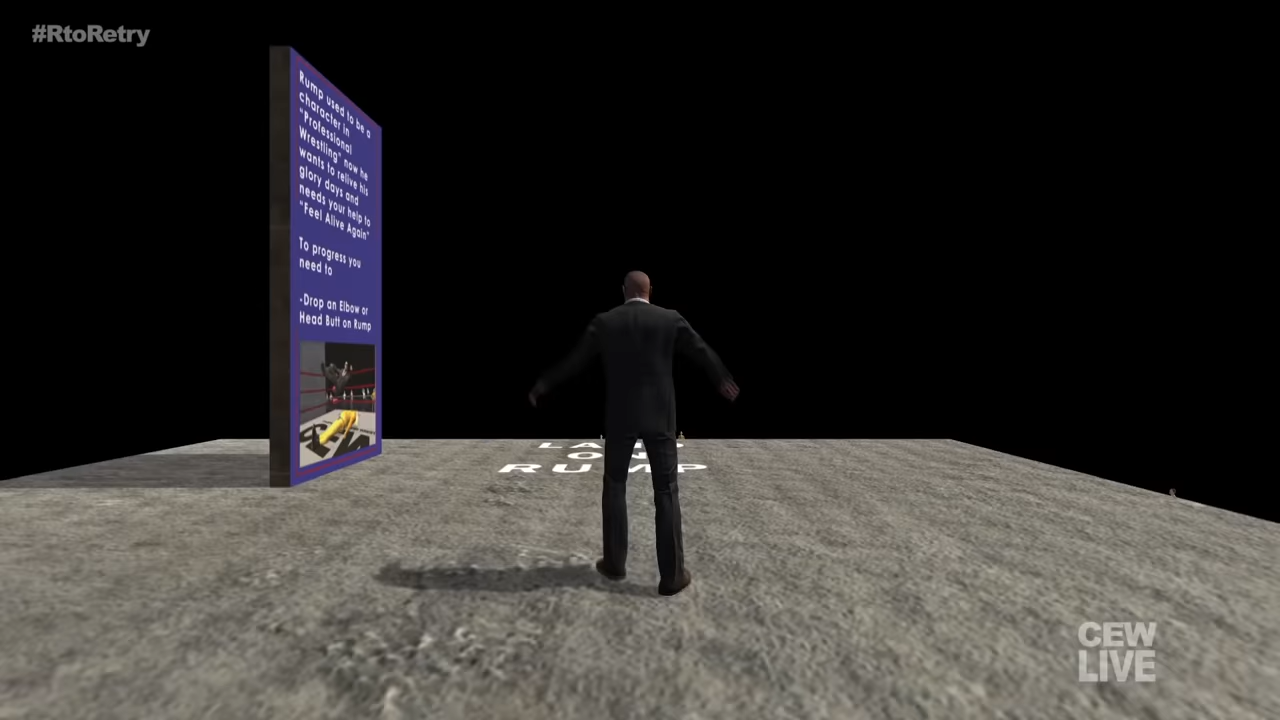 #RtoRetry
Rump used to be a
character in
"Professional
Wrestling" now he
wants to relive his
glory days and
needs your help to
"Feel Alive Again"
To progress you
need to
-Drop an Elbow or
Head Butt on Rump
ON
RUMP
CEW
LIVE